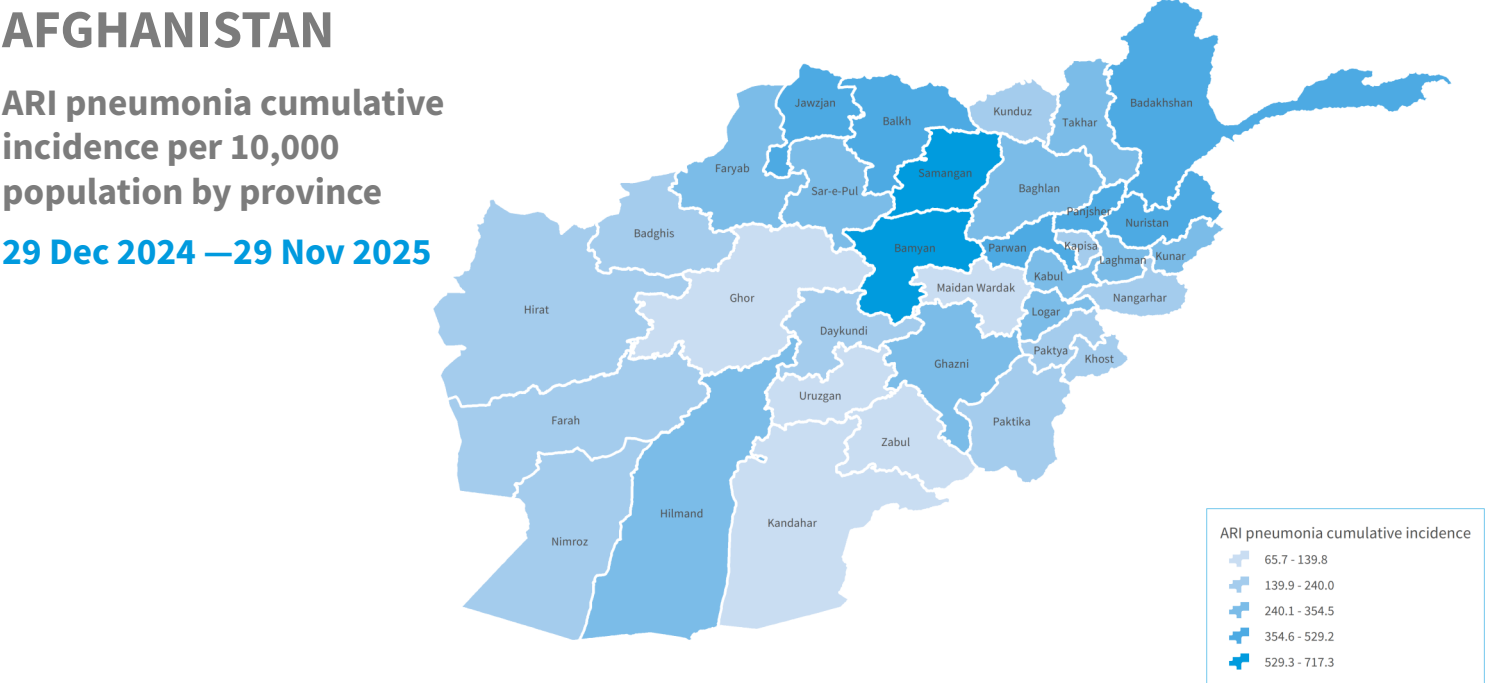 AFGHANISTAN
ARI pneumonia cumulative
incidence per 10,000
population by province
29 Dec 2024 —29 Nov 2025
Jawzjan
Balkh
Kunduz
Takhar
Badakhshan
Faryab
Sar-e-Pul
Samangan
Baghlan
Panjsher
Nuristan
Badghis
Bamyan
Parwan
Kapisa
Laghman
Kunar
Kabul
Ghor
Maidan Wardak
Nangarhar
Hirat
Logar
Daykundi
Paktya
Khost
Ghazni
Uruzgan
Farah
Paktika
Zabul
Hilmand
Kandahar
Nimroz
ARI pneumonia cumulative incidence
65.7 - 139.8
139.9 - 240.0
240.1 - 354.5
354.6 - 529.2
529.3 - 717.3